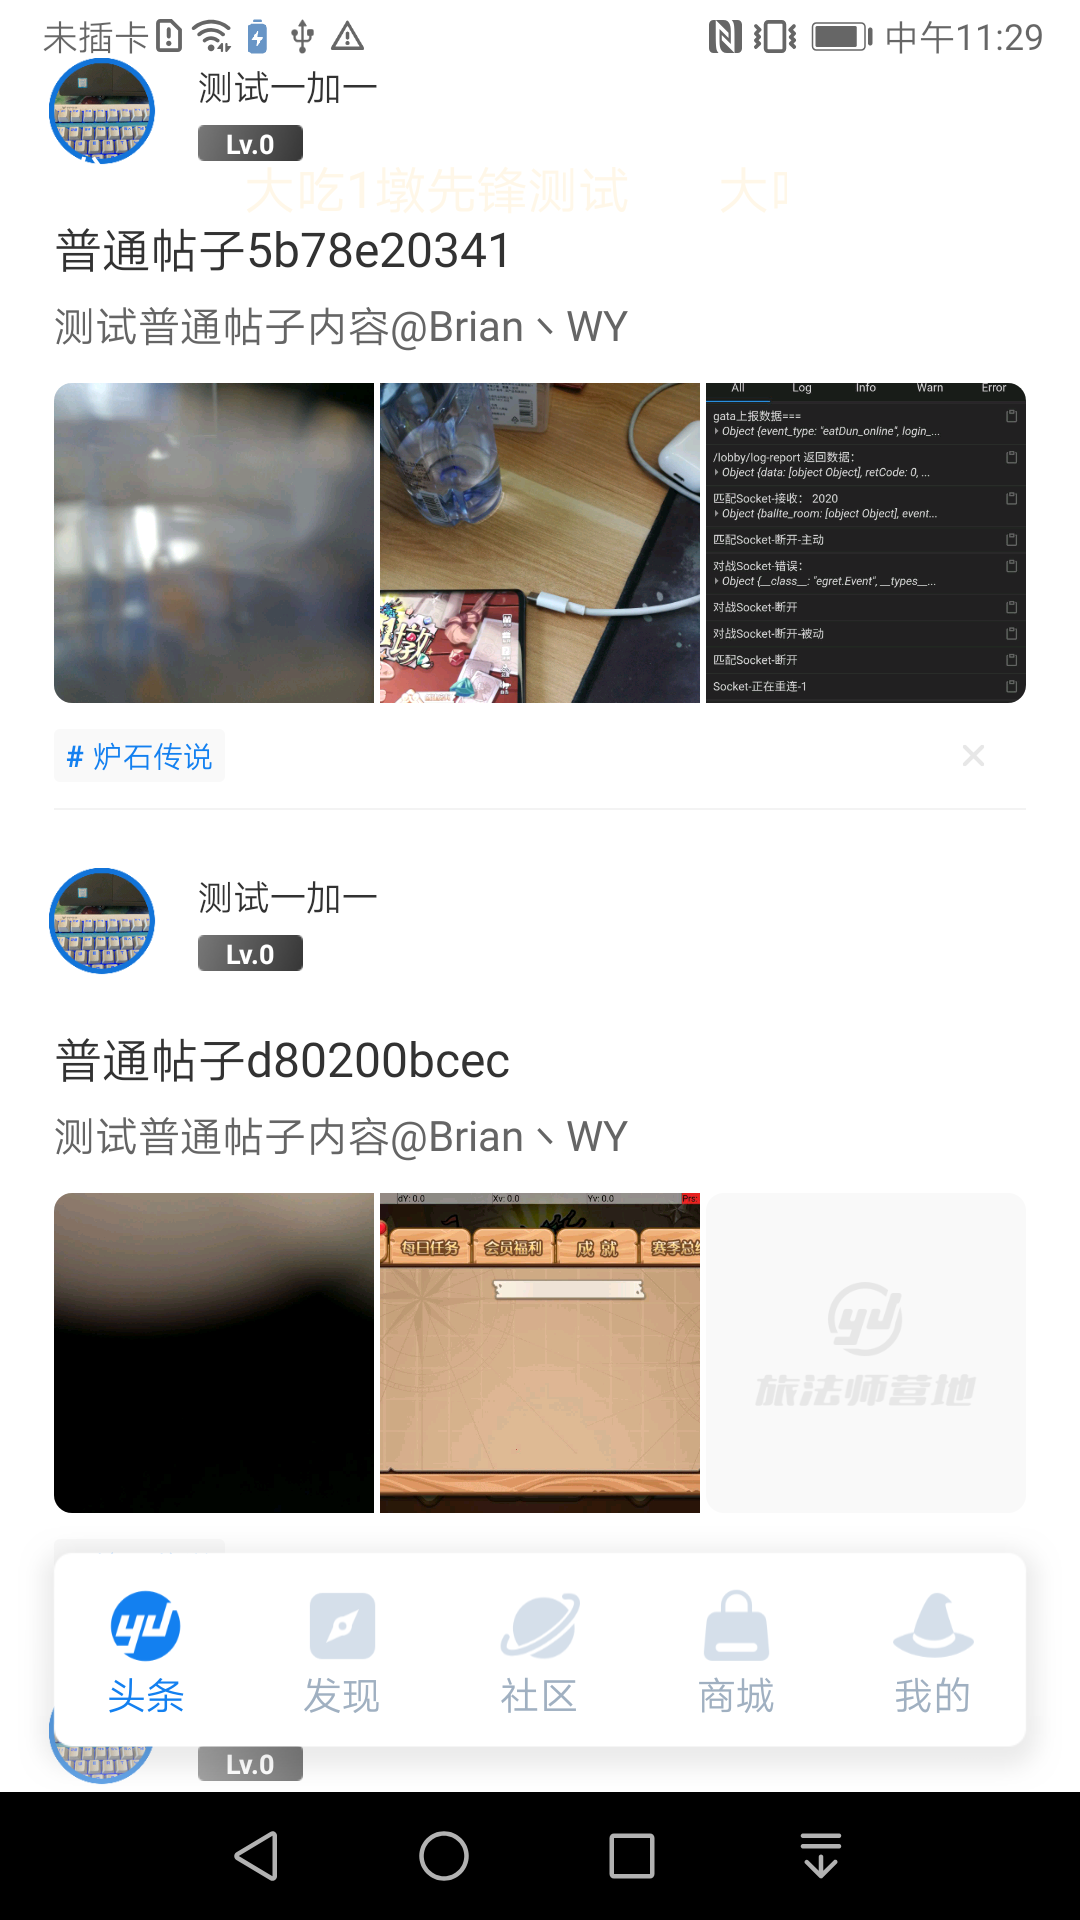 未插卡
中午11:29
测试一加一
Lv.0
大吃1墩先锋测试 大
普通帖子5b78e20341
测试普通帖子内容@Brian丶WY
All Log Info Warn Error
gata上报数据===
Object {event_type: "eatDun_online", login_...
/lobby/log-report 返回数据:
Object {data: [object Object], retCode: 0, ...
匹配Socket-接收: 2020
Object {ballte_room: [object Object], event...
匹配Socket-断开-主动
对战Socket-错误:
Object {__class__: "egret.Event", __types__...
对战Socket-断开
对战Socket-断开-被动
匹配Socket-断开
Socket-正在重连-1
墩
# 炉石传说
测试一加一
Lv.0
普通帖子d80200bcec
测试普通帖子内容@Brian丶WY
dY: 0.0 Xv: 0.0 Yv: 0.0 Prs:
每日任务 会员福利 成就 赛季总
旅法师营地
头条 发现 社区 商城 我的
Lv.0